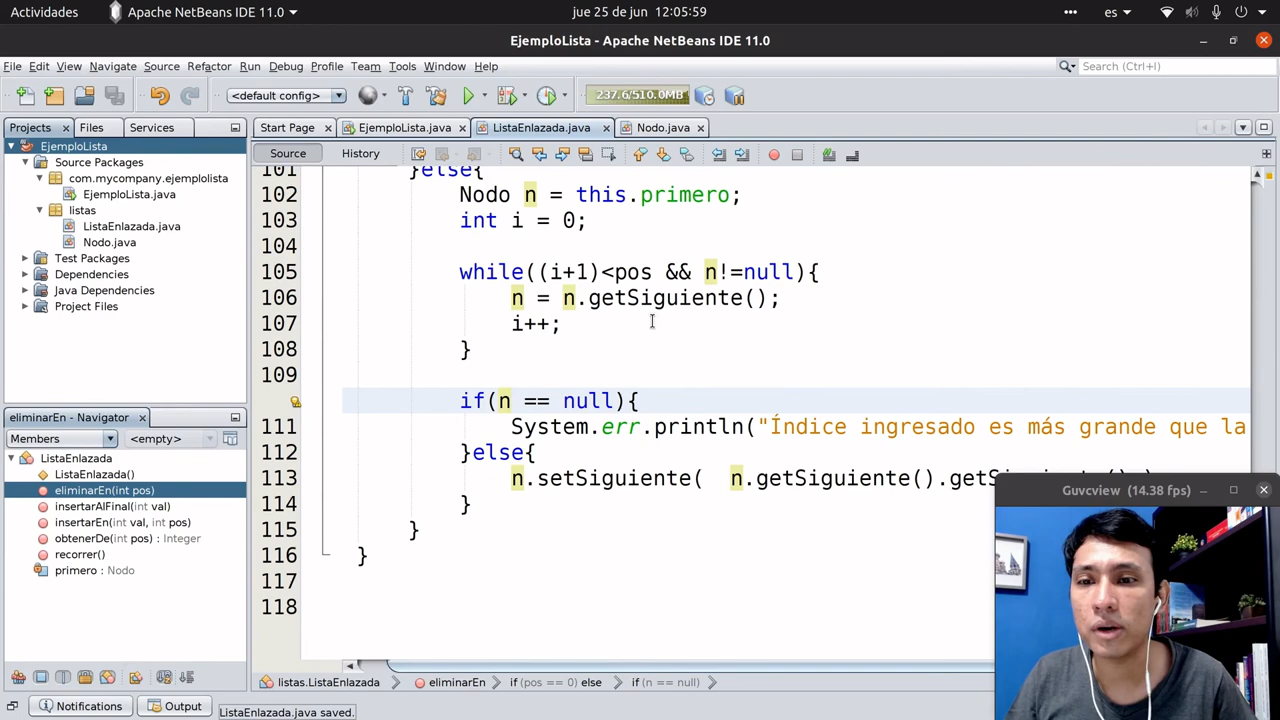 Actividades Apache NetBeans IDE 11.0 jue 25 de jun 12:05:59 es
EjemploLista - Apache NetBeans IDE 11.0
File Edit View Navigate Source Refactor Run Debug Profile Team Tools Window Help Search (Ctrl+I)
<default config> 237.6/510.0MB
Projects Files Services Start Page EjemploLista.java ListaEnlazada.java Nodo.java
EjemploLista
Source Packages
com.mycompany.ejemplolista
EjemploLista.java
listas
ListaEnlazada.java
Nodo.java
Test Packages
Dependencies
Java Dependencies
Project Files
eliminarEn - Navigator
Members <empty>
ListaEnlazada
ListaEnlazada()
eliminarEn(int pos)
insertarAlFinal(int val)
insertarEn(int val, int pos)
obtenerDe(int pos) : Integer
recorrer()
primero : Nodo
Source History
101 }else{
102 Nodo n = this.primero;
103 int i = 0;
104
105 while((i+1)<pos && n!=null){
106 n = n.getSiguiente();
107 i++;
108 }
109
if(n == null){
111 System.err.println("Índice ingresado es más grande que la
112 }else{
113 n.setSiguiente( n.getSiguiente().getSiguiente() )
114 }
115 }
116 }
117
118
Guvcview (14.38 fps)
listas.ListaEnlazada eliminarEn if (pos == 0) else if (n == null)
Notifications Output ListaEnlazada.java saved.